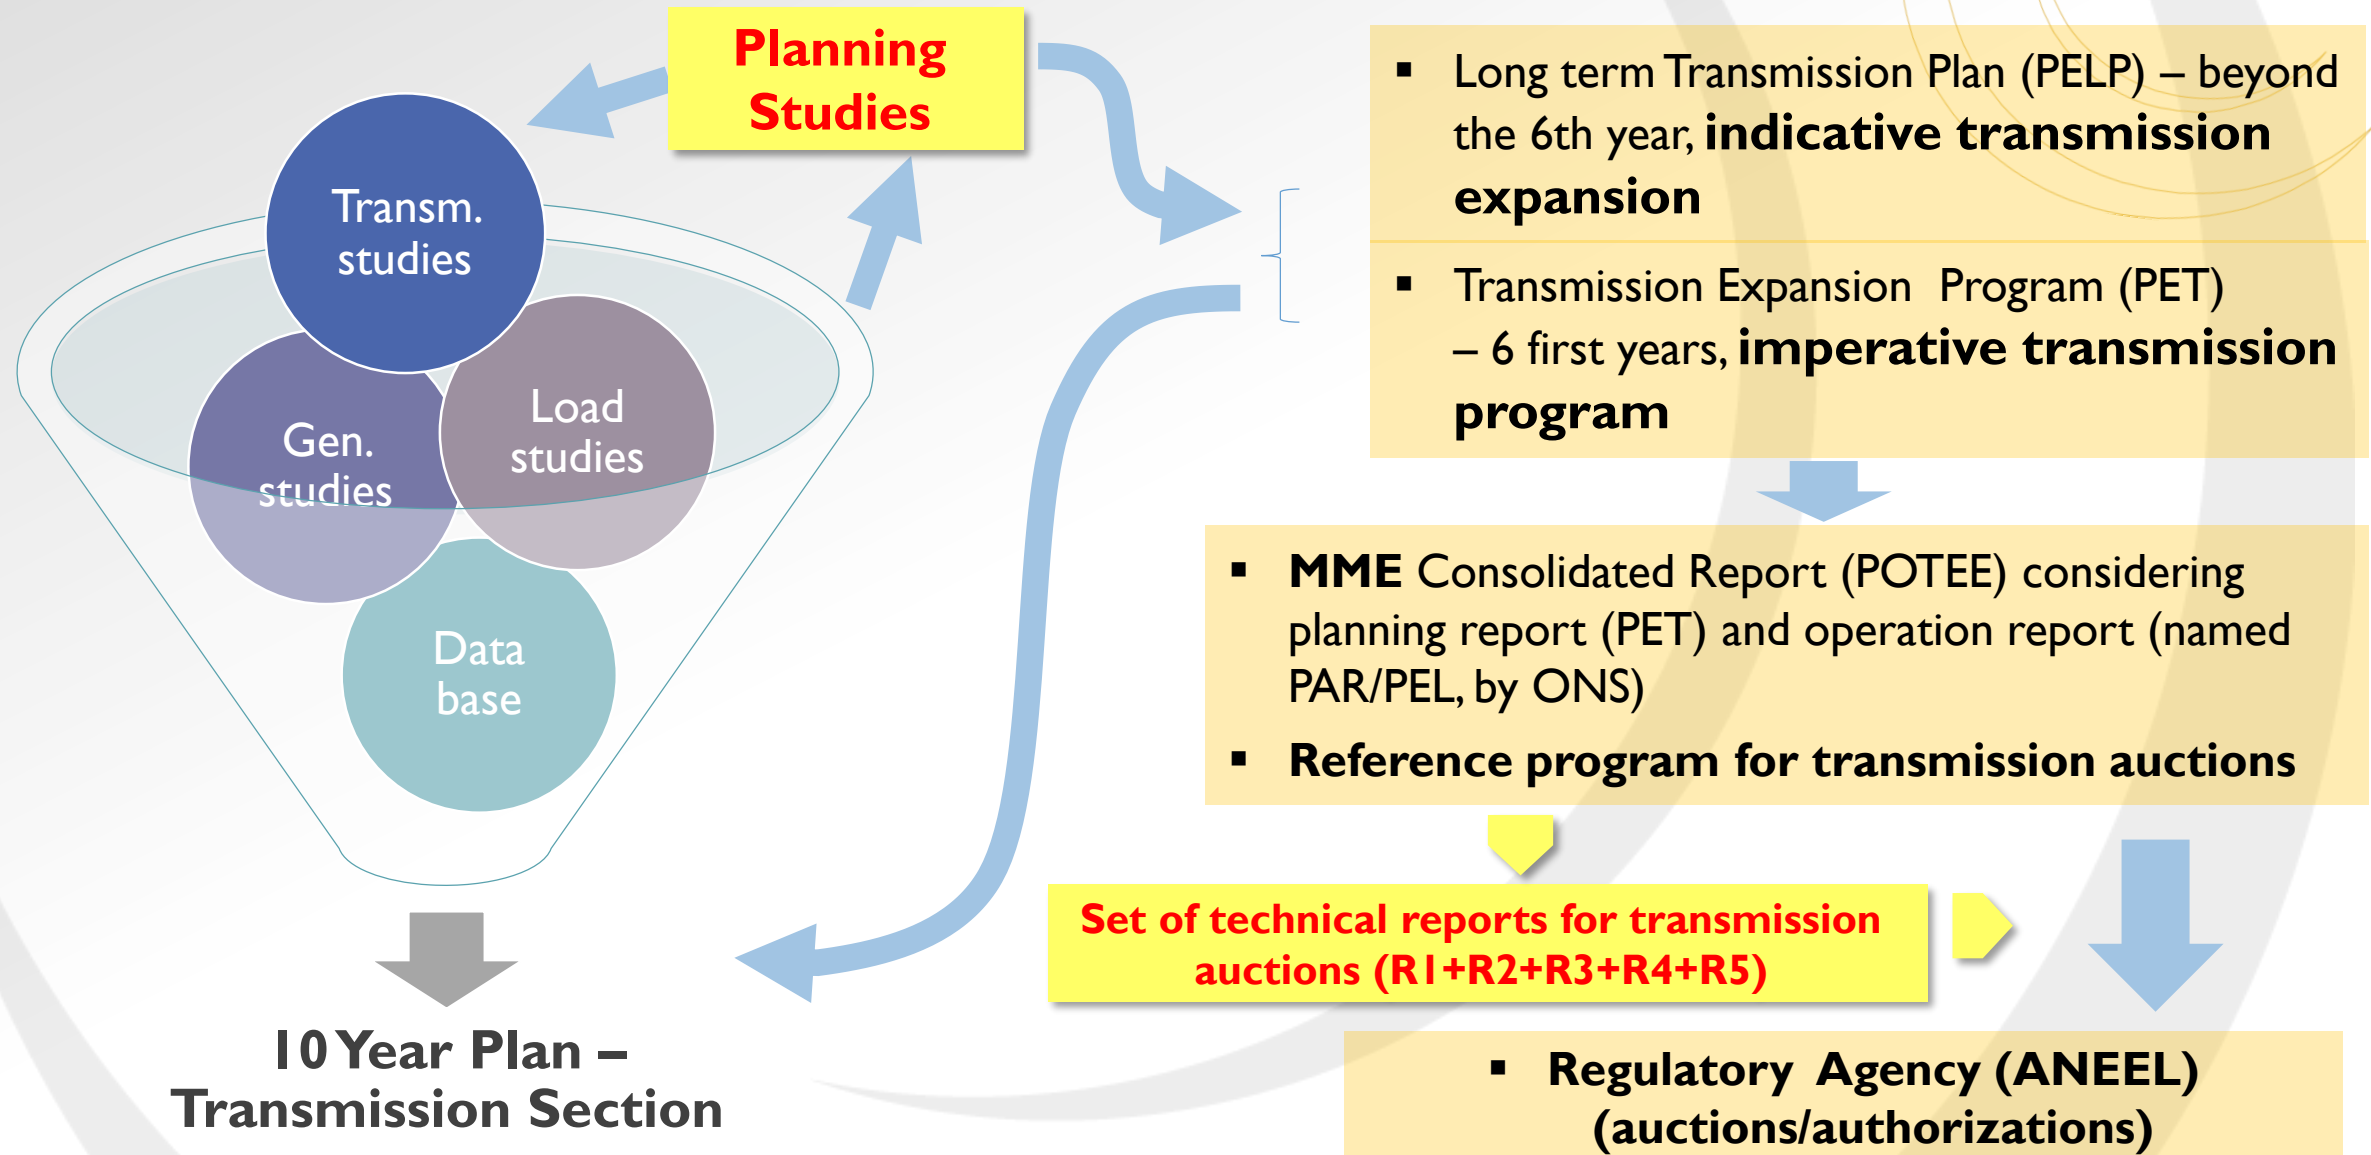 Planning
Studies
Transm.
studies
Gen.
studies
Load
studies
Data
base
10 Year Plan –
Transmission Section
▪ Long term Transmission Plan (PELP) – beyond
the 6th year, indicative transmission
expansion
▪ Transmission Expansion Program (PET)
– 6 first years, imperative transmission
program
▪ MME Consolidated Report (POTEE) considering
planning report (PET) and operation report (named
PAR/PEL, by ONS)
▪ Reference program for transmission auctions
Set of technical reports for transmission
auctions (R1+R2+R3+R4+R5)
▪ Regulatory Agency (ANEEL)
(auctions/authorizations)